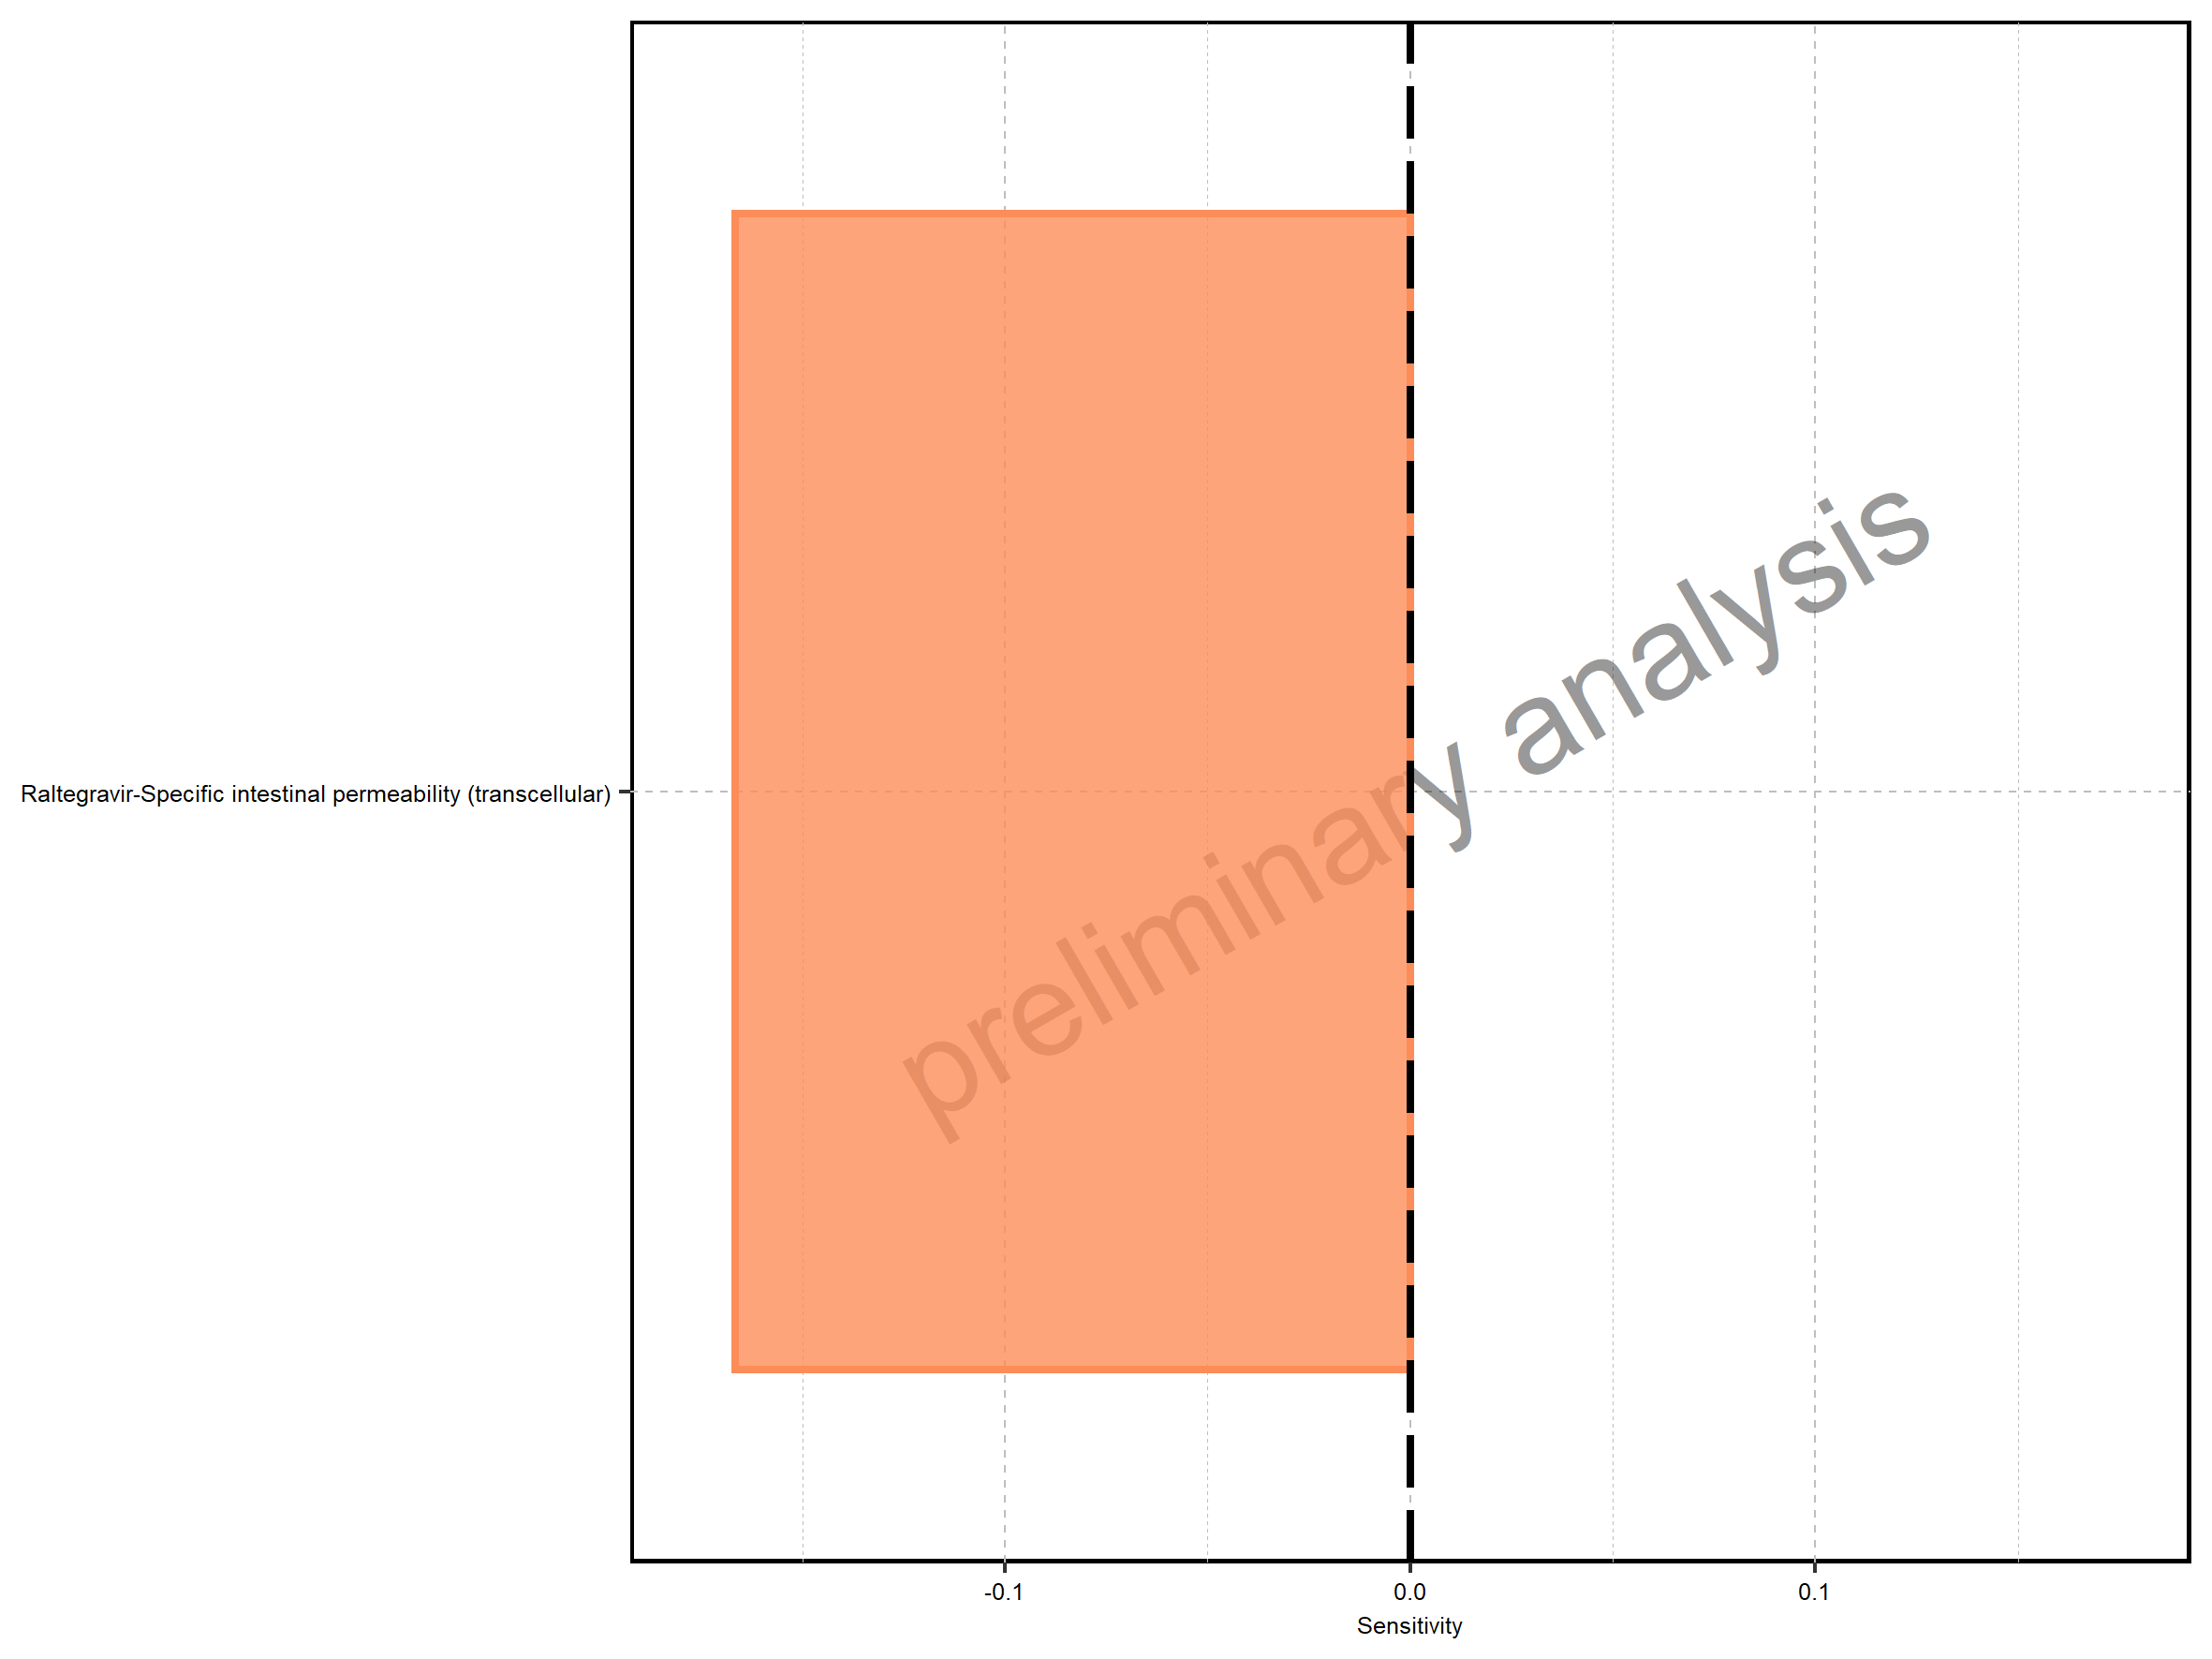 preliminary analysis
Raltegravir-Specific intestinal permeability (transcellular)
-0.1 0.0 0.1
Sensitivity